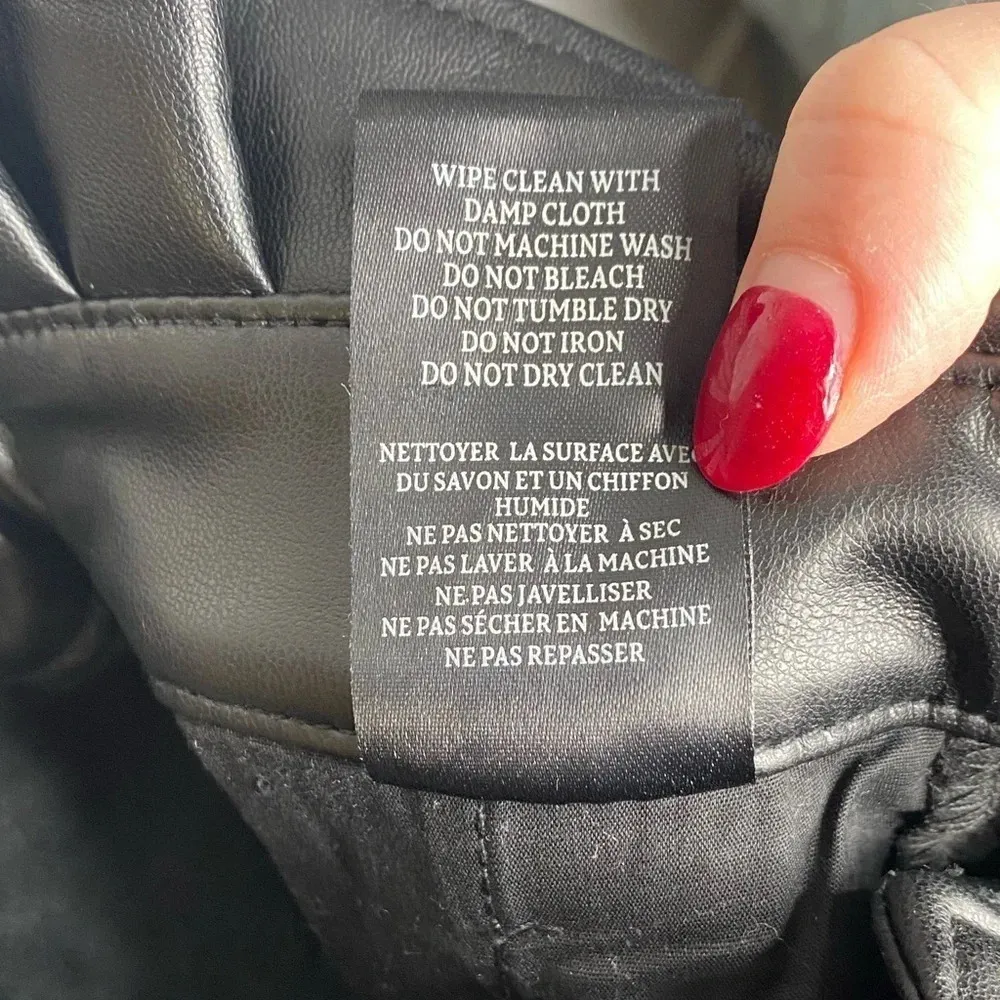 WIPE CLEAN WITH
DAMP CLOTH
DO NOT MACHINE WASH
DO NOT BLEACH
DO NOT TUMBLE DRY
DO NOT IRON
DO NOT DRY CLEAN
NETTOYER LA SURFACE AVEC
DU SAVON ET UN CHIFFON
HUMIDE
NE PAS NETTOYER À SEC
NE PAS LAVER À LA MACHINE
NE PAS JAVELLISER
NE PAS SÉCHER EN MACHINE
NE PAS REPASSER